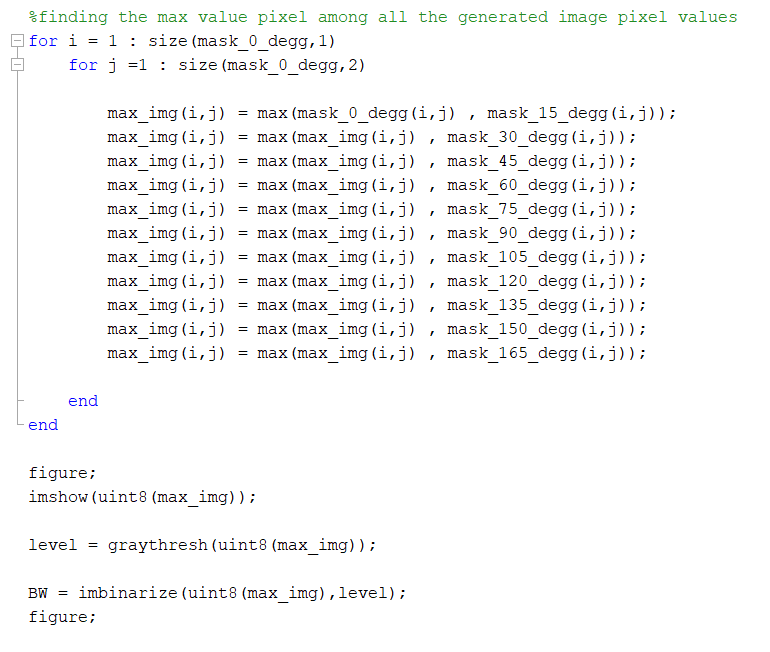 %finding the max value pixel among all the generated image pixel values
for i = 1 : size(mask_0_degg,1)
for j =1 : size(mask_0_degg,2)
max_img(i,j) = max(mask_0_degg(i,j) , mask_15_degg(i,j));
max_img(i,j) = max(max_img(i,j) , mask_30_degg(i,j));
max_img(i,j) = max(max_img(i,j) , mask_45_degg(i,j));
max_img(i,j) = max(max_img(i,j) , mask_60_degg(i,j));
max_img(i,j) = max(max_img(i,j) , mask_75_degg(i,j));
max_img(i,j) = max(max_img(i,j) , mask_90_degg(i,j));
max_img(i,j) = max(max_img(i,j) , mask_105_degg(i,j));
max_img(i,j) = max(max_img(i,j) , mask_120_degg(i,j));
max_img(i,j) = max(max_img(i,j) , mask_135_degg(i,j));
max_img(i,j) = max(max_img(i,j) , mask_150_degg(i,j));
max_img(i,j) = max(max_img(i,j) , mask_165_degg(i,j));
end
end
figure;
imshow(uint8(max_img));
level = graythresh(uint8(max_img));
BW = imbinarize(uint8(max_img),level);
figure;